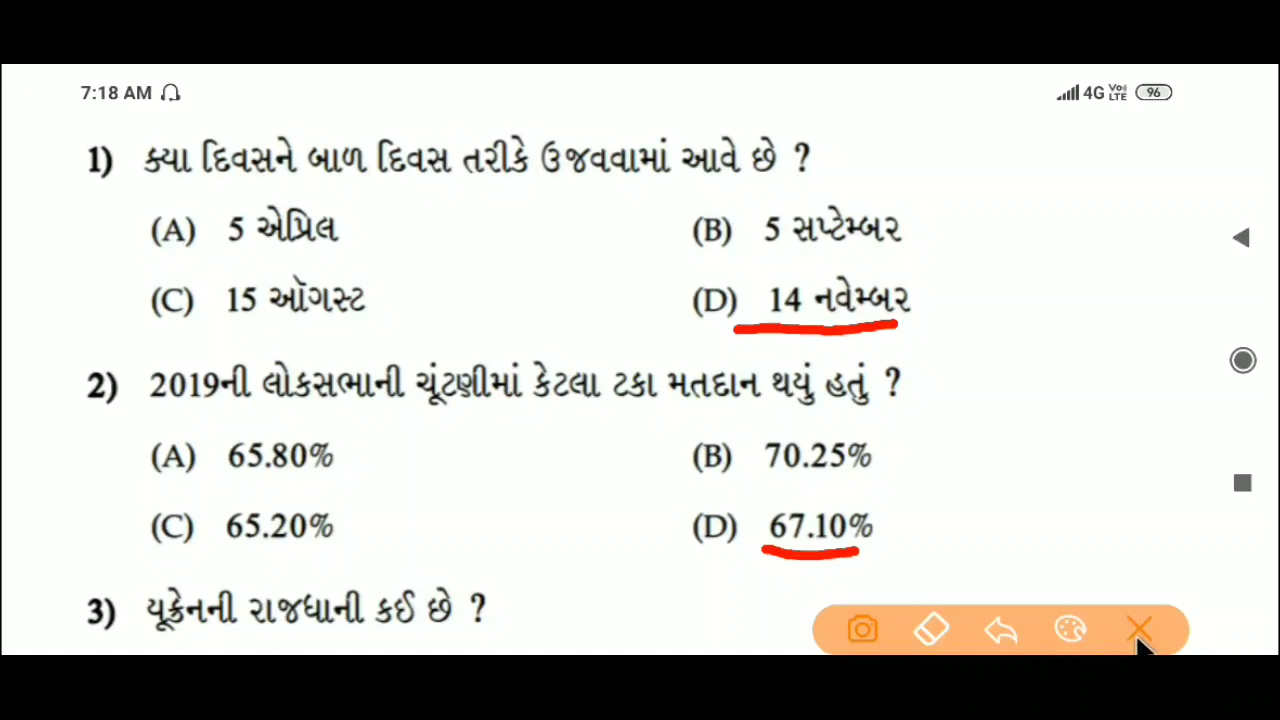 7:18 AM 4G Vo) LTE 96
1) ક્યા દિવસને બાળ દિવસ તરીકે ઉજવવામાં આવે છે ?
(A) 5 એપ્રિલ (B) 5 સપ્ટેમ્બર
(C) 15 ઑગસ્ટ (D) 14 નવેમ્બર
2) 2019ની લોકસભાની ચૂંટણીમાં કેટલા ટકા મતદાન થયું હતું ?
(A) 65.80% (B) 70.25%
(C) 65.20% (D) 67.10%
3) યૂક્રેનની રાજધાની કઈ છે ?